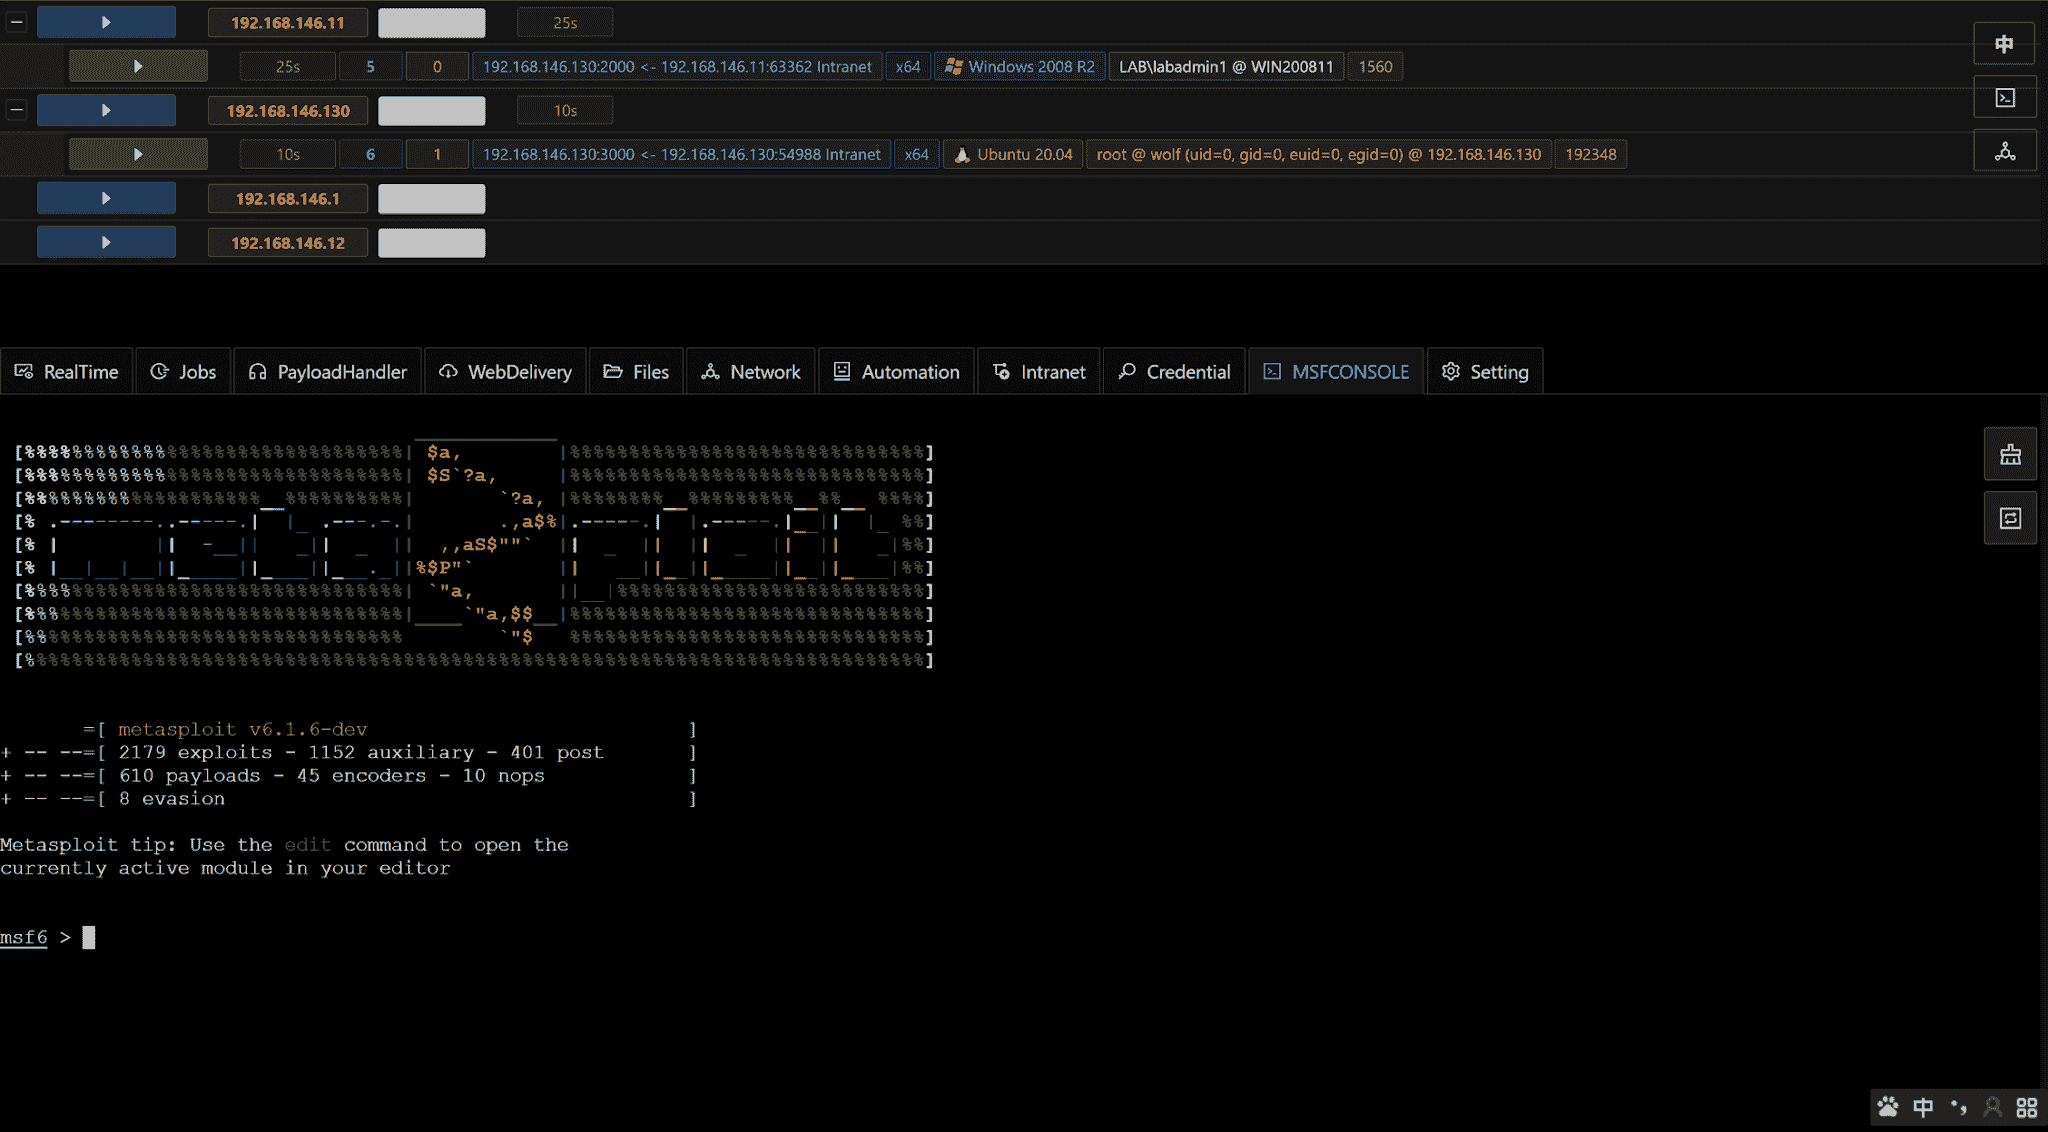 192.168.146.11 25s
25s 5 0 192.168.146.130:2000 <- 192.168.146.11:63362 Intranet x64 Windows 2008 R2 LAB\labadmin1 @ WIN200811 1560
中
192.168.146.130 10s
10s 6 1 192.168.146.130:3000 <- 192.168.146.130:54988 Intranet x64 Ubuntu 20.04 root @ wolf (uid=0, gid=0, euid=0, egid=0) @ 192.168.146.130 192348
192.168.146.1
192.168.146.12
RealTime Jobs PayloadHandler WebDelivery Files Network Automation Intranet Credential MSFCONSOLE Setting
metasploit
=[ metasploit v6.1.6-dev ]
+ -- --=[ 2179 exploits - 1152 auxiliary - 401 post ]
+ -- --=[ 610 payloads - 45 encoders - 10 nops ]
+ -- --=[ 8 evasion ]
Metasploit tip: Use the edit command to open the
currently active module in your editor
msf6 >
中